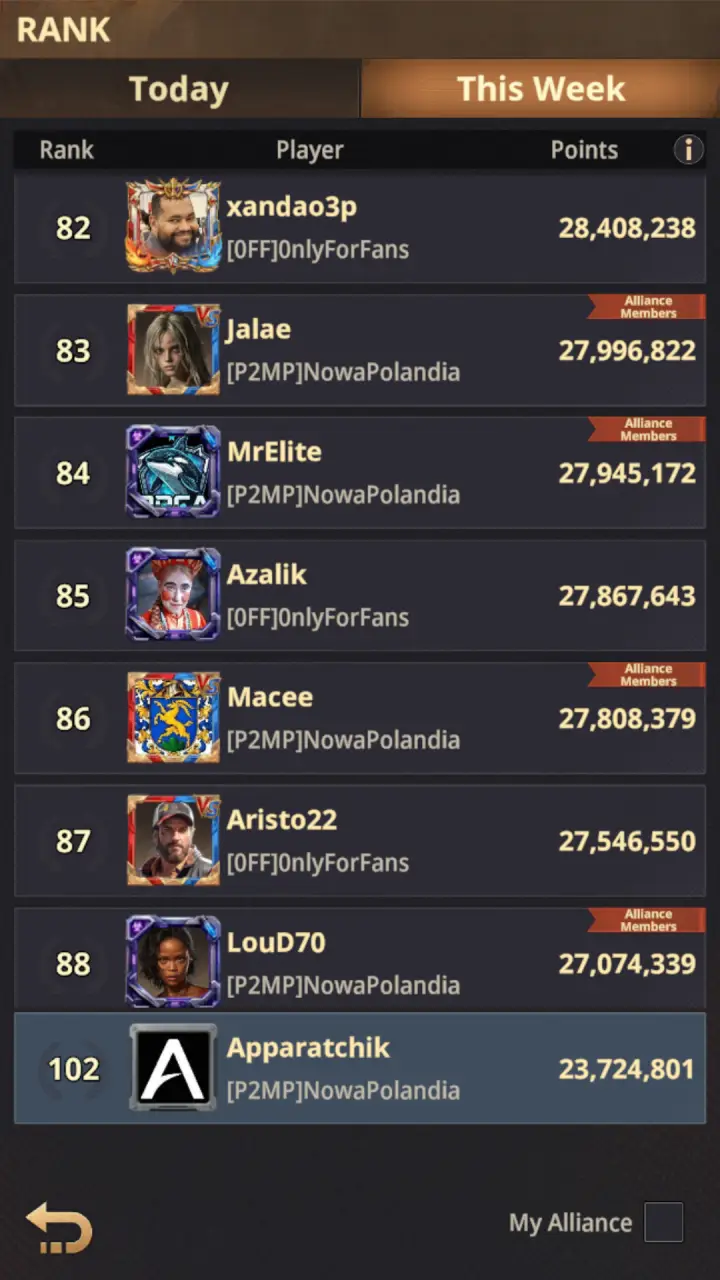 RANK
Today
This Week
Rank
Player
Points
i
82
xandao3p
[0FF]0nlyForFans
28,408,238
83
VS
Jalae
[P2MP]NowaPolandia
Alliance
Members
27,996,822
84
MrElite
[P2MP]NowaPolandia
Alliance
Members
27,945,172
85
Azalik
[0FF]0nlyForFans
27,867,643
86
VS
Macee
[P2MP]NowaPolandia
Alliance
Members
27,808,379
87
VS
Aristo22
[0FF]0nlyForFans
27,546,550
88
LouD70
[P2MP]NowaPolandia
Alliance
Members
27,074,339
102
A
Apparatchik
[P2MP]NowaPolandia
23,724,801
My Alliance